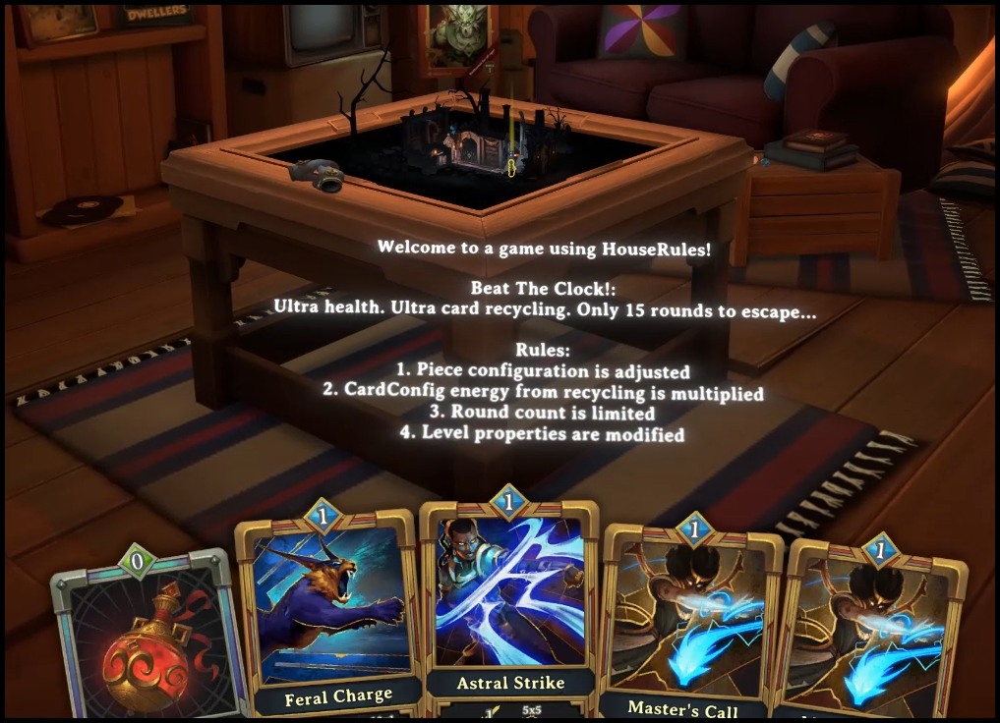 DWELLERS
Welcome to a game using HouseRules!
Beat The Clock!:
Ultra health. Ultra card recycling. Only 15 rounds to escape...
Rules:
1. Piece configuration is adjusted
2. CardConfig energy from recycling is multiplied
3. Round count is limited
4. Level properties are modified
0
1
1
1
1
Feral Charge
Astral Strike
Master's Call
1
5x5